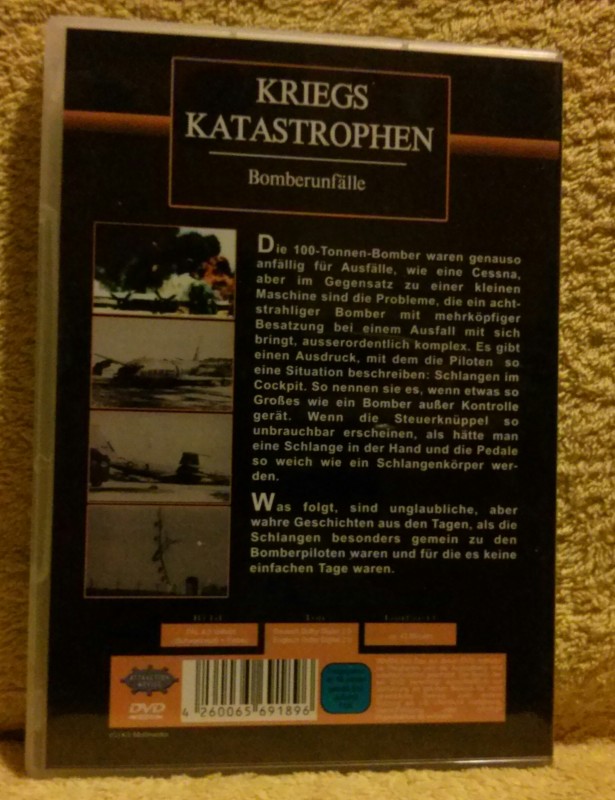 KRIEGS
KATASTROPHEN
Bomberunfälle
Die 100-Tonnen-Bomber waren genauso
anfällig für Ausfälle, wie eine Cessna,
aber im Gegensatz zu einer kleinen
Maschine sind die Probleme, die ein acht-
strahliger Bomber mit mehrköpfiger
Besatzung bei einem Ausfall mit sich
bringt, ausserordentlich komplex. Es gibt
einen Ausdruck, mit dem die Piloten so
eine Situation beschreiben: Schlangen im
Cockpit. So nennen sie es, wenn etwas so
Großes wie ein Bomber außer Kontrolle
gerät. Wenn die Steuerknüppel so
unbrauchbar erscheinen, als hätte man
eine Schlange in der Hand und die Pedale
so weich wie ein Schlangenkörper wer-
den.
Was folgt, sind unglaubliche, aber
wahre Geschichten aus den Tagen, als die
Schlangen besonders gemein zu den
Bomberpiloten waren und für die es keine
einfachen Tage waren.
Bild Ton
DVD
4 260065 691896